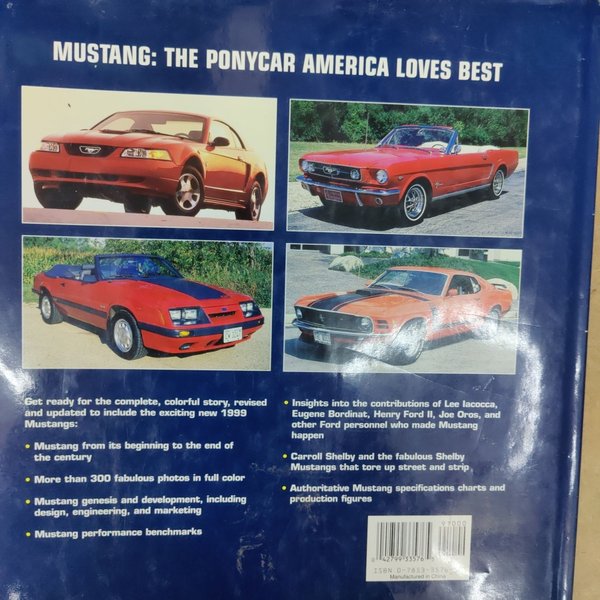 MUSTANG: THE PONYCAR AMERICA LOVES BEST
Get ready for the complete, colorful story, revised
and updated to include the exciting new 1999
Mustangs:
• Mustang from its beginning to the end of
the century
• More than 300 fabulous photos in full color
• Mustang genesis and development, including
design, engineering, and marketing
• Mustang performance benchmarks
• Insights into the contributions of Lee Iacocca,
Eugene Bordinat, Henry Ford II, Joe Oros, and
other Ford personnel who made Mustang
happen
• Carroll Shelby and the fabulous Shelby
Mustangs that tore up street and strip
• Authoritative Mustang specifications charts and
production figures
97000
8 42799 33576
ISBN
Manufactured in China